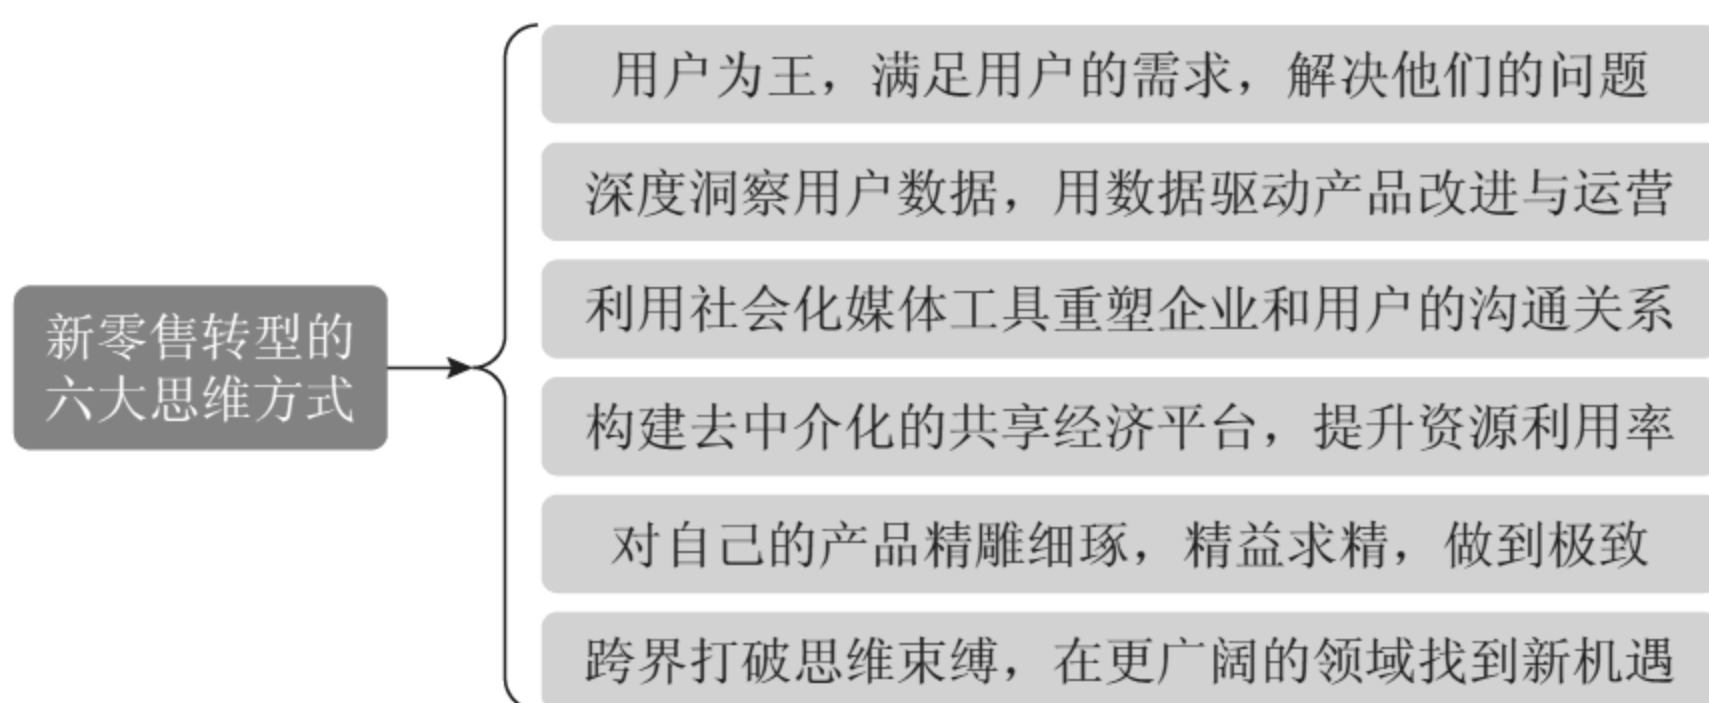 新零售转型的
六大思维方式
用户为王，满足用户的需求，解决他们的问题
深度洞察用户数据，用数据驱动产品改进与运营
利用社会化媒体工具重塑企业和用户的沟通关系
构建去中介化的共享经济平台，提升资源利用率
对自己的产品精雕细琢，精益求精，做到极致
跨界打破思维束缚，在更广阔的领域找到新机遇